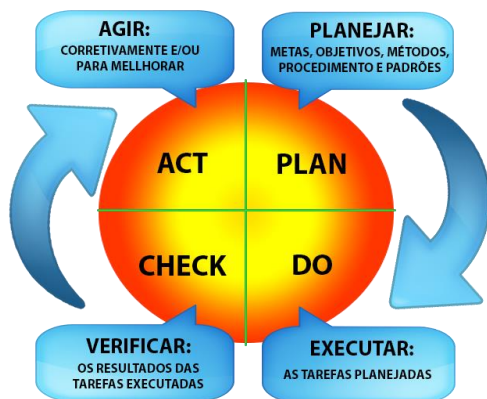 AGIR:
CORRETIVAMENTE E/OU
PARA MELLHORAR
PLANEJAR:
METAS, OBJETIVOS, MÉTODOS,
PROCEDIMENTO E PADRÕES
ACT
PLAN
CHECK
DO
VERIFICAR:
OS RESULTADOS DAS
TAREFAS EXECUTADAS
EXECUTAR:
AS TAREFAS PLANEJADAS